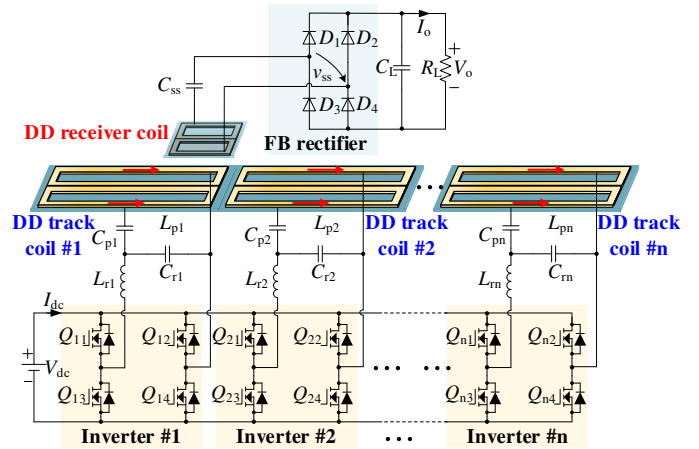 I_o
D_1 D_2
+
C_ss
v_ss
C_L
R_L
V_o
D_3 D_4
−
DD receiver coil
FB rectifier
...
DD track
coil #1
C_p1
L_p1
C_r1
L_r1
C_p2
L_p2
DD track
coil #2
C_r2
L_r2
C_pn
L_pn
DD track
coil #n
C_rn
L_rn
I_dc
+
V_dc
−
Q_11 Q_12 Q_21 Q_22 Q_n1 Q_n2
... ...
Q_13 Q_14 Q_23 Q_24 Q_n3 Q_n4
Inverter #1 Inverter #2 ... Inverter #n